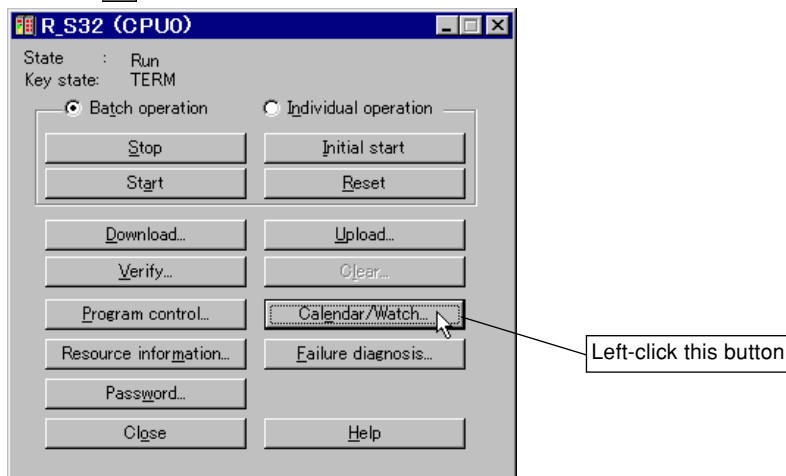 R_S32 (CPU0)
State : Run
Key state: TERM
Batch operation Individual operation
Stop Initial start
Start Reset
Download... Upload...
Verify... Clear...
Program control... Calendar/Watch...
Left-click this button
Resource information... Failure diagnosis...
Password...
Close Help